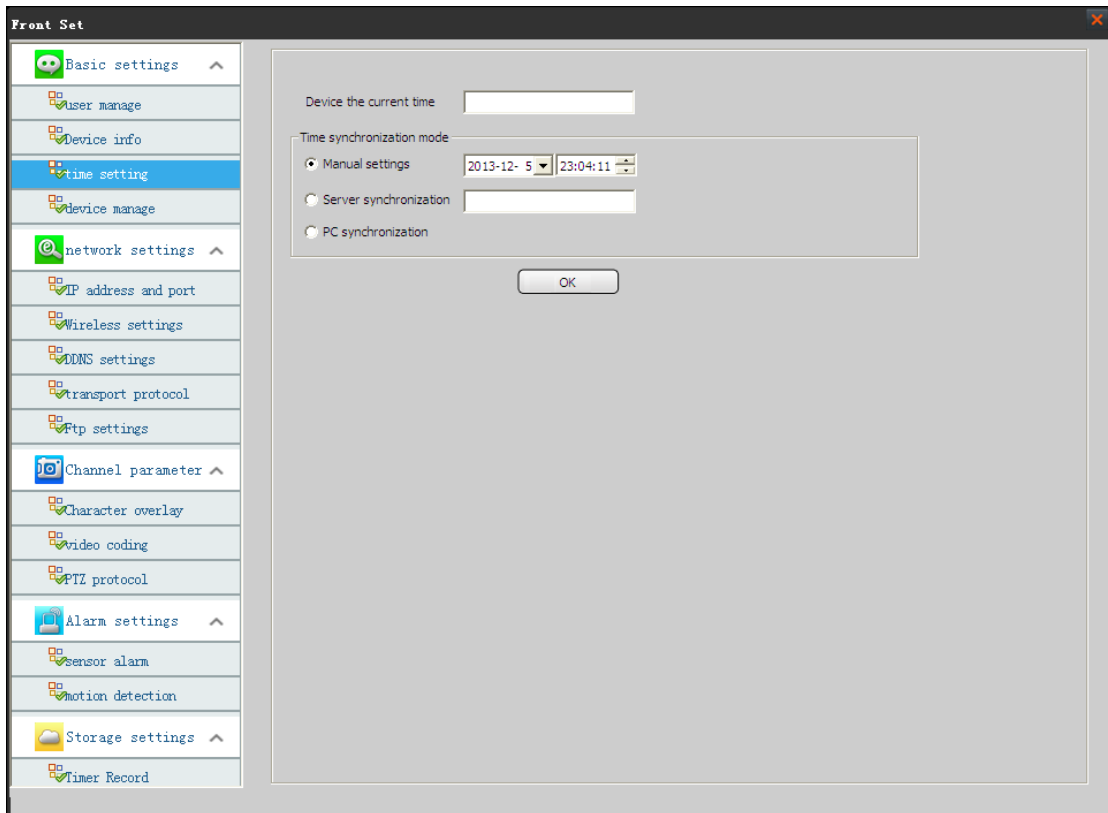 Front Set
Basic settings
user manage
Device info
time setting
device manage
network settings
IP address and port
Wireless settings
DDNS settings
transport protocol
Ftp settings
Channel parameter
Character overlay
video coding
PTZ protocol
Alarm settings
sensor alarm
motion detection
Storage settings
Timer Record
Device the current time
Time synchronization mode
Manual settings 2013-12- 5 23:04:11
Server synchronization
PC synchronization
OK